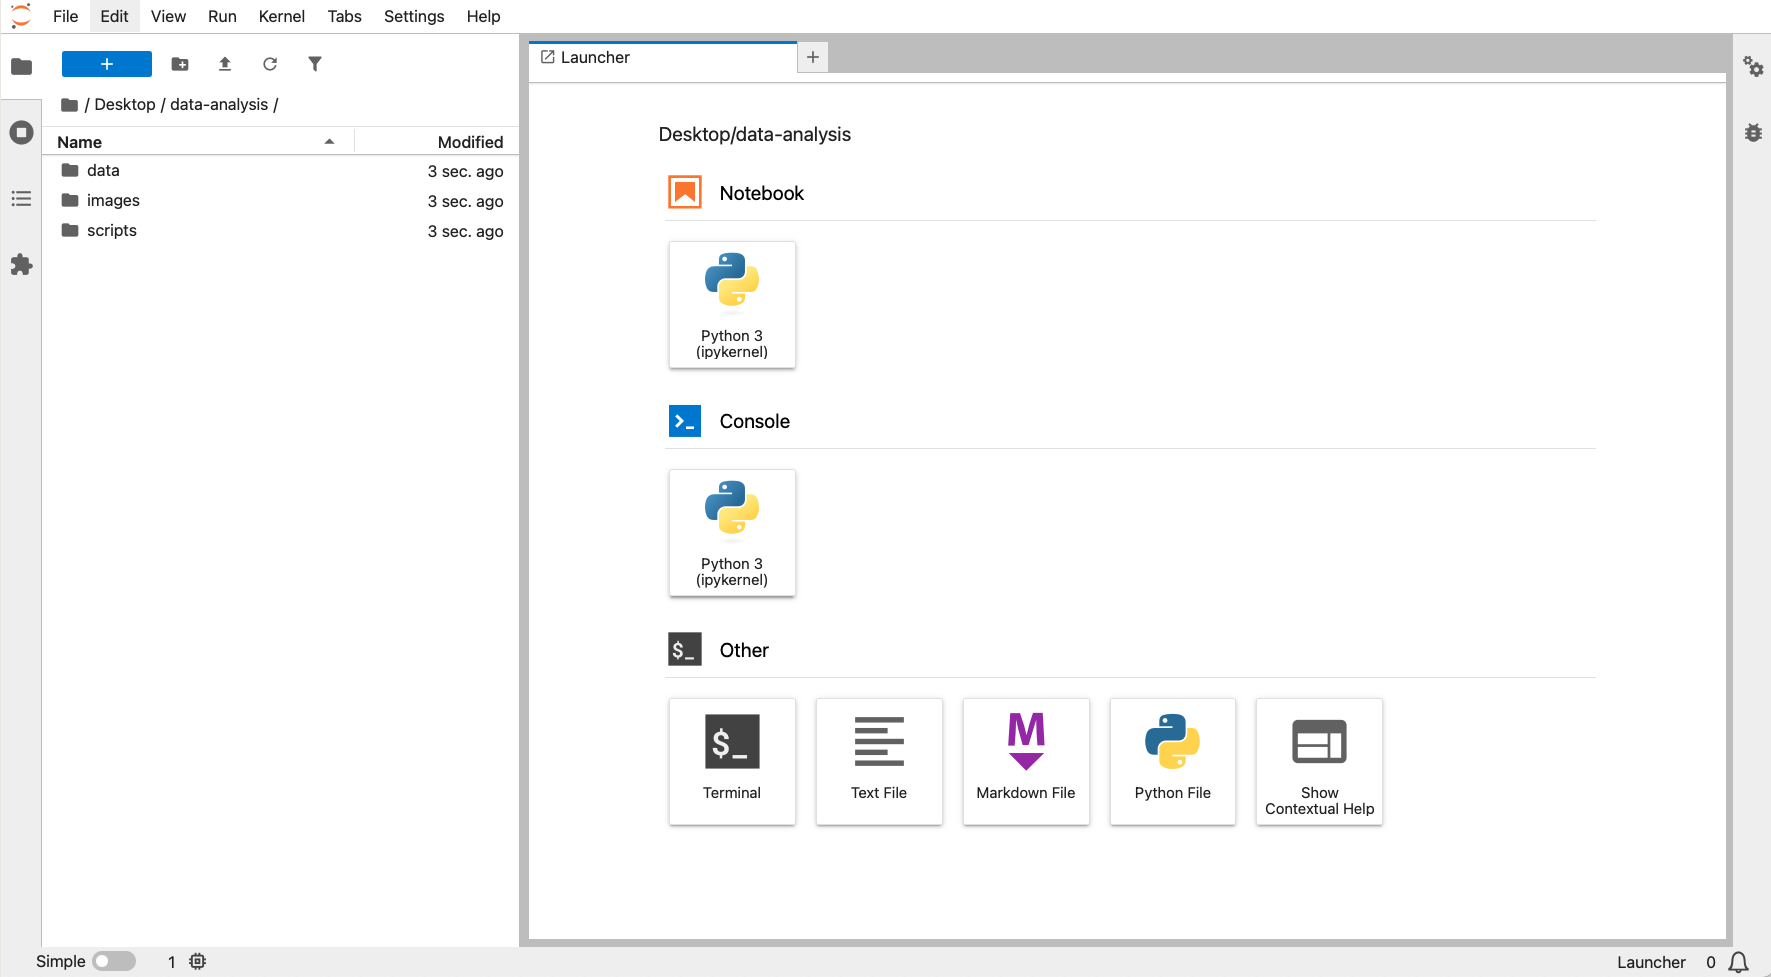 File Edit View Run Kernel Tabs Settings Help
/ Desktop / data-analysis /
Name Modified
data 3 sec. ago
images 3 sec. ago
scripts 3 sec. ago
Launcher
Desktop/data-analysis
Notebook
Python 3
(ipykernel)
Console
Python 3
(ipykernel)
$_ Other
$_
M
Terminal Text File Markdown File Python File Show
Contextual Help
Simple 1 Launcher 0